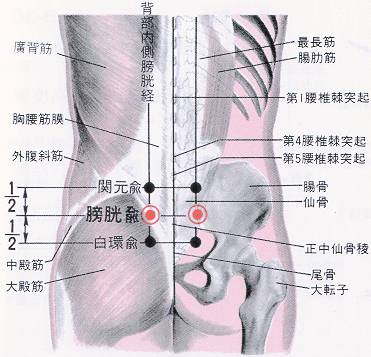 背部内側膀胱経
廣背筋
胸腰筋膜
外腹斜筋
関元兪
膀胱兪
白環兪
中殿筋
大殿筋
1
2
1
2
最長筋
腸肋筋
第1腰椎棘突起
第4腰椎棘突起
第5腰椎棘突起
腸骨
仙骨
正中仙骨稜
尾骨
大転子